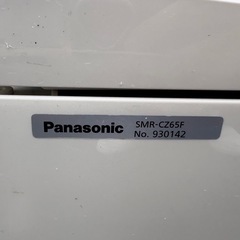 Panasonic
SMR-CZ65F
No. 930142